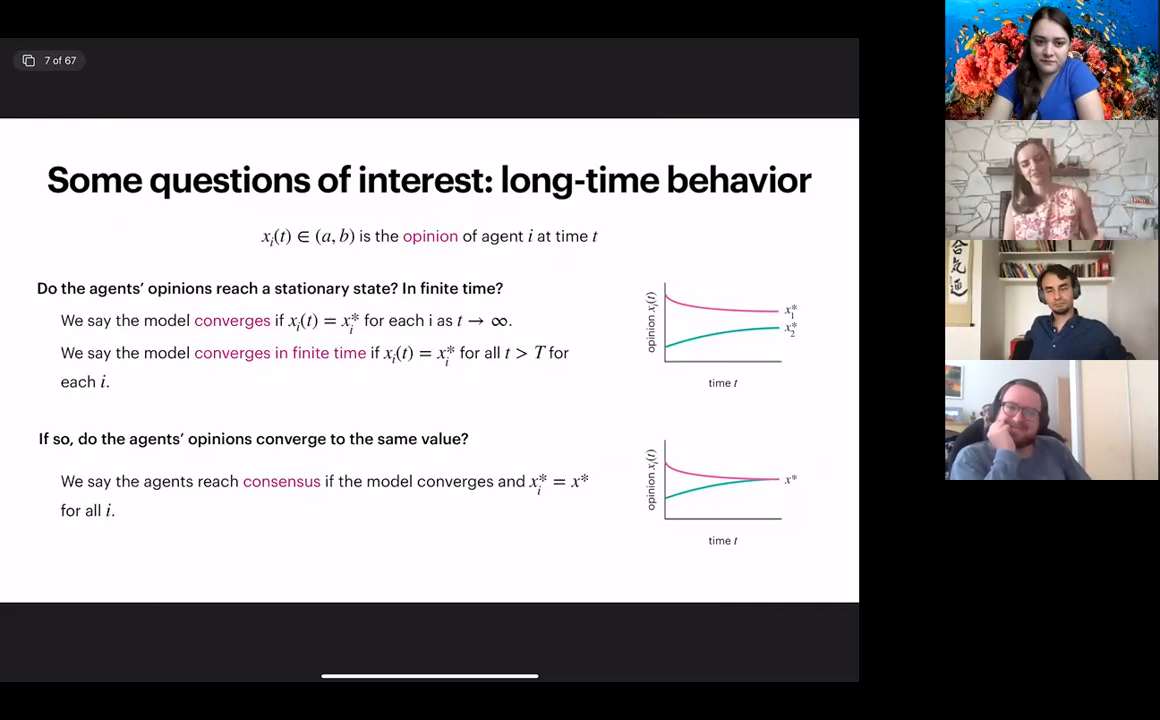 7 of 67
Some questions of interest: long-time behavior
xᵢ(t) ∈ (a, b) is the opinion of agent i at time t
Do the agents’ opinions reach a stationary state? In finite time?
We say the model converges if xᵢ(t) = xᵢ* for each i as t → ∞.
We say the model converges in finite time if xᵢ(t) = xᵢ* for all t > T for
each i.
opinion xᵢ(t)
x₁*
x₂*
time t
If so, do the agents’ opinions converge to the same value?
We say the agents reach consensus if the model converges and xᵢ* = x*
for all i.
opinion xᵢ(t)
x*
time t
合
氣
道